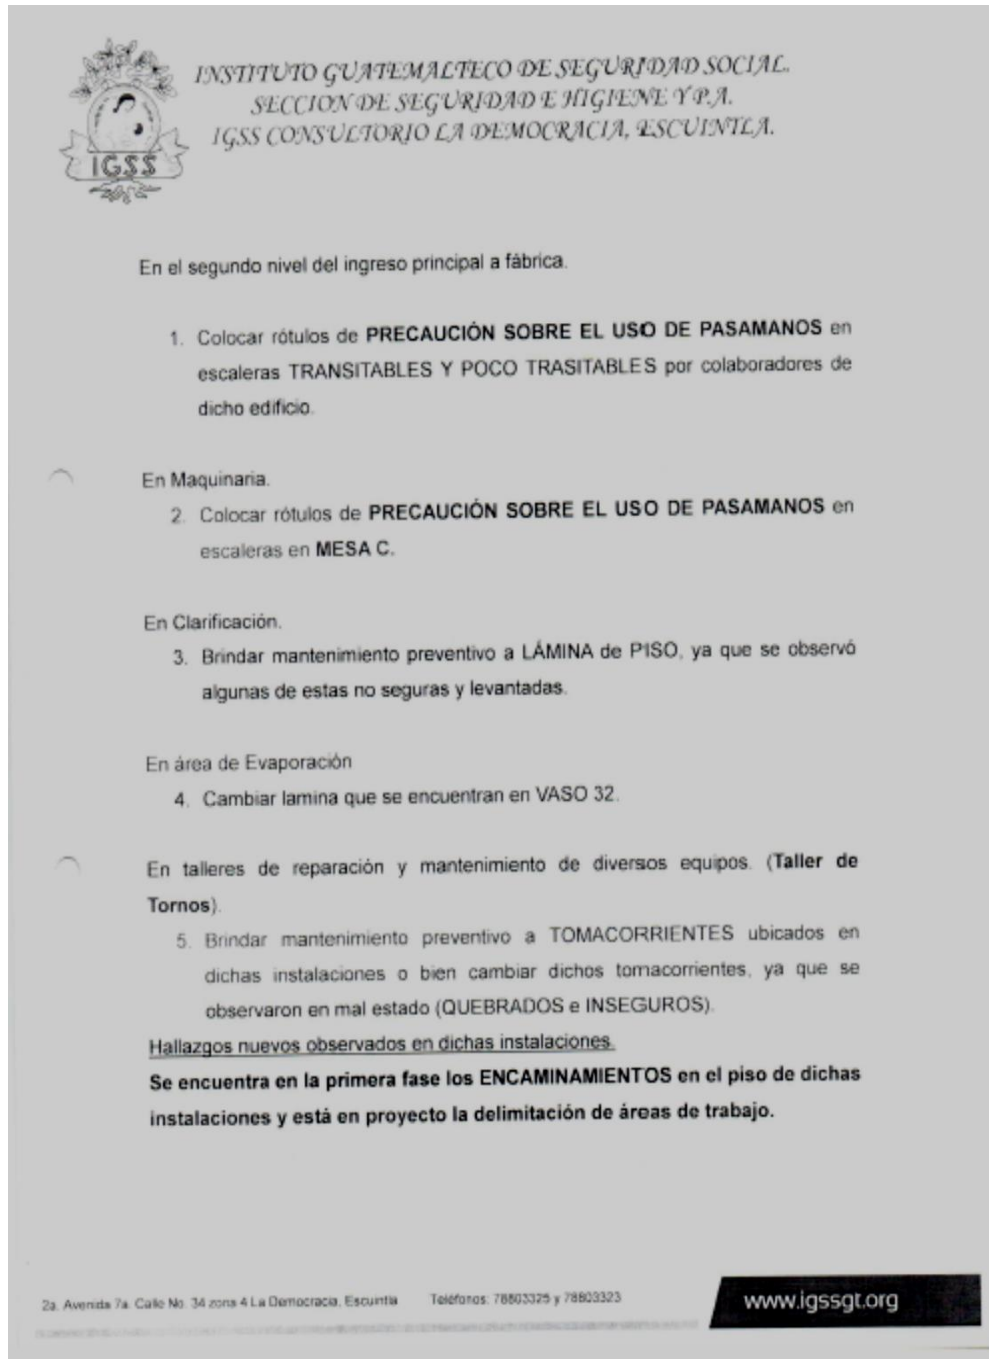 INSTITUTO GUATEMALTECO DE SEGURIDAD SOCIAL.
SECCION DE SEGURIDAD E HIGIENE Y P.A.
IGSS CONSULTORIO LA DEMOCRACIA, ESCUINTLA.
IGSS
En el segundo nivel del ingreso principal a fábrica.
1. Colocar rótulos de PRECAUCIÓN SOBRE EL USO DE PASAMANOS en
escaleras TRANSITABLES Y POCO TRASITABLES por colaboradores de
dicho edificio.
En Maquinaria.
2. Colocar rótulos de PRECAUCIÓN SOBRE EL USO DE PASAMANOS en
escaleras en MESA C.
En Clarificación.
3. Brindar mantenimiento preventivo a LÁMINA de PISO, ya que se observó
algunas de estas no seguras y levantadas.
En área de Evaporación
4. Cambiar lamina que se encuentran en VASO 32.
En talleres de reparación y mantenimiento de diversos equipos. (Taller de
Tornos).
5. Brindar mantenimiento preventivo a TOMACORRIENTES ubicados en
dichas instalaciones o bien cambiar dichos tomacorrientes, ya que se
observaron en mal estado (QUEBRADOS e INSEGUROS).
Hallazgos nuevos observados en dichas instalaciones.
Se encuentra en la primera fase los ENCAMINAMIENTOS en el piso de dichas
instalaciones y está en proyecto la delimitación de áreas de trabajo.
2a. Avenida 7a. Calle No. 34 zona 4 La Democracia, Escuintla Teléfonos: 78803325 y 78803323
www.igssgt.org